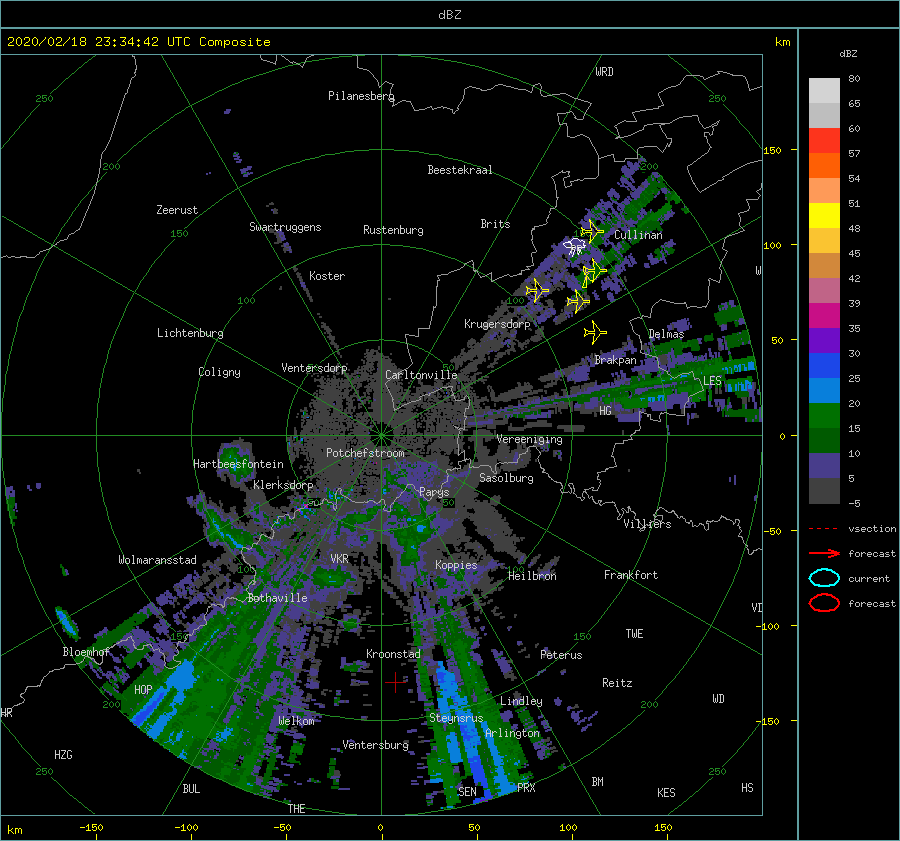 dBZ
2020/02/18 23:34:42 UTC Composite
km
dBZ
WRD
250
Pilanesberg
250
80
65
60
57
54
51
48
45
42
39
35
30
25
20
15
10
5
-5
vsection
forecast
current
forecast
150
100
50
0
-50
-100
-150
200
Beestekraal
200
Zeerust
150
Swartruggens
Rustenburg
Brits
Cullinan
Koster
W
100
100
Lichtenburg
Krugersdorp
Delmas
Coligny
Ventersdorp
Carltonville
Brakpan
LES
HG
Vereeniging
Potchefstroom
Hartbeesfontein
Klerksdorp
Parys
Sasolburg
50
50
Villiers
Wolmaransstad
VKR
Koppies
100
100
Heilbron
Frankfort
Bothaville
VD
150
150
TWE
Bloemhof
Kroonstad
Peterus
HOP
Reitz
WD
200
Lindley
200
HR
Welkom
Steynsrus
Arlington
HZG
Ventersburg
250
250
BUL
SEN
PRX
BM
KES
HS
THE
km
-150
-100
-50
0
50
100
150